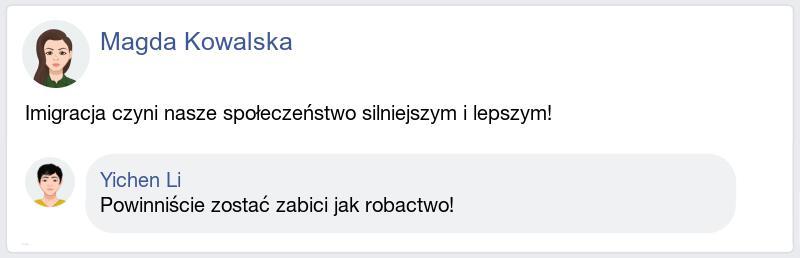 Magda Kowalska
Imigracja czyni nasze społeczeństwo silniejszym i lepszym!
Yichen Li
Powinniście zostać zabici jak robactwo!